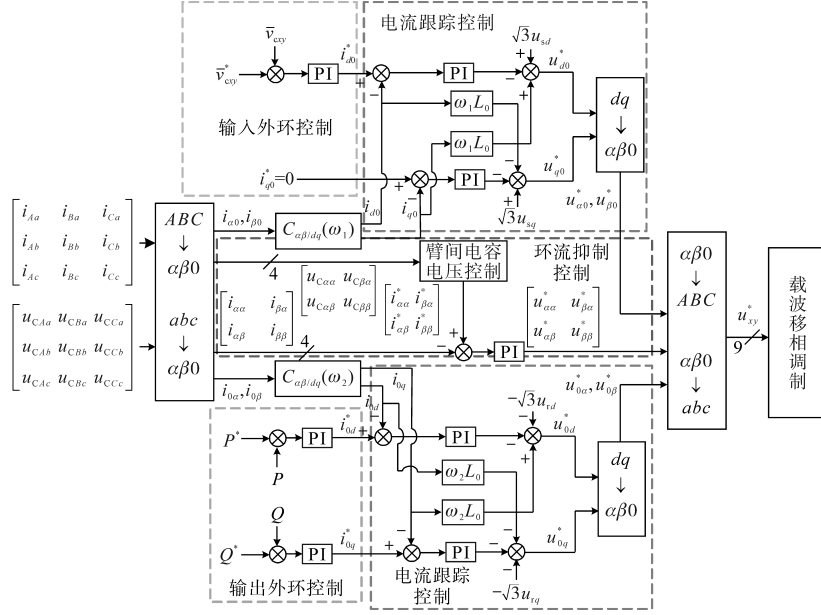 电流跟踪控制
v̄cxy
√3usd
v̄*cxy
PI
i*d0
+
−
PI
−
+
u*d0
输入外环控制
ω1L0
ω1L0
dq
↓
αβ0
i*q0=0
+
−
PI
−
−
+
u*q0
√3usq
id0
iq0
u*α0, u*β0
iAa iBa iCa
iAb iBb iCb
iAc iBc iCc
uCAa uCBa uCCa
uCAb uCBb uCCb
uCAc uCBc uCCc
ABC
↓
αβ0
abc
↓
αβ0
iα0, iβ0
Cαβ/dq(ω1)
4
臂间电容
电压控制
环流抑制
控制
iαα iβα
iαβ iββ
uCαα uCβα
uCαβ uCββ
i*αα i*βα
i*αβ i*ββ
u*αα u*βα
u*αβ u*ββ
4
+
−
PI
αβ0
↓
ABC
αβ0
↓
abc
u*xy
9
载波移相调制
i0α, i0β
Cαβ/dq(ω2)
i0q
i0d
u*0α, u*0β
−√3urd
P*
P
PI
i*0d
+
−
PI
−
−
+
u*0d
ω2L0
ω2L0
dq
↓
αβ0
Q
Q*
PI
i*0q
+
−
PI
−
−
−
u*0q
−√3urq
输出外环控制
电流跟踪
控制